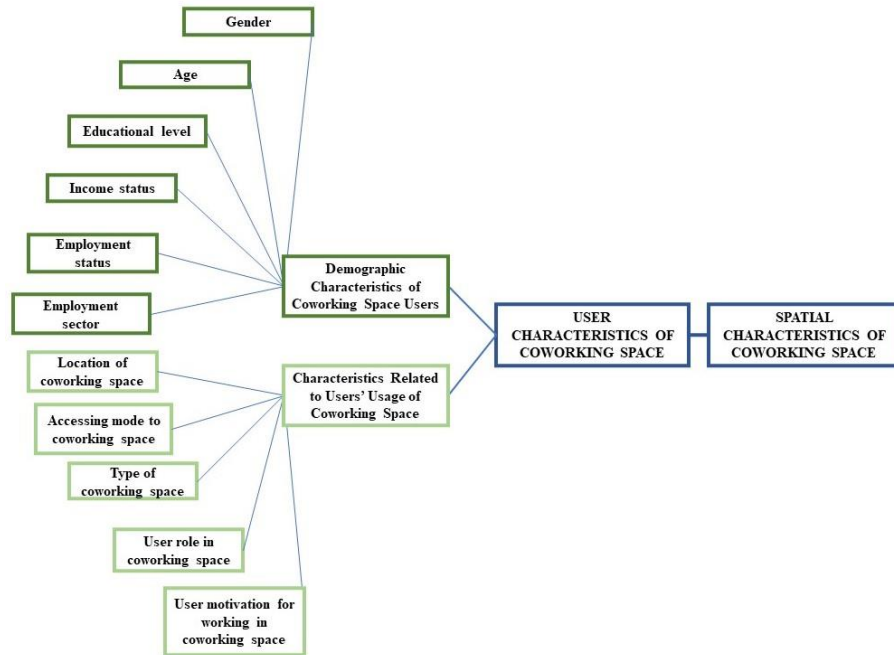 Gender
Age
Educational level
Income status
Employment
status
Employment
sector
Location of
coworking space
Accessing mode to
coworking space
Type of
coworking space
User role in
coworking space
User motivation for
working in
coworking space
Demographic
Characteristics of
Coworking Space Users
Characteristics Related
to Users’ Usage of
Coworking Space
USER
CHARACTERISTICS OF
COWORKING SPACE
SPATIAL
CHARACTERISTICS OF
COWORKING SPACE